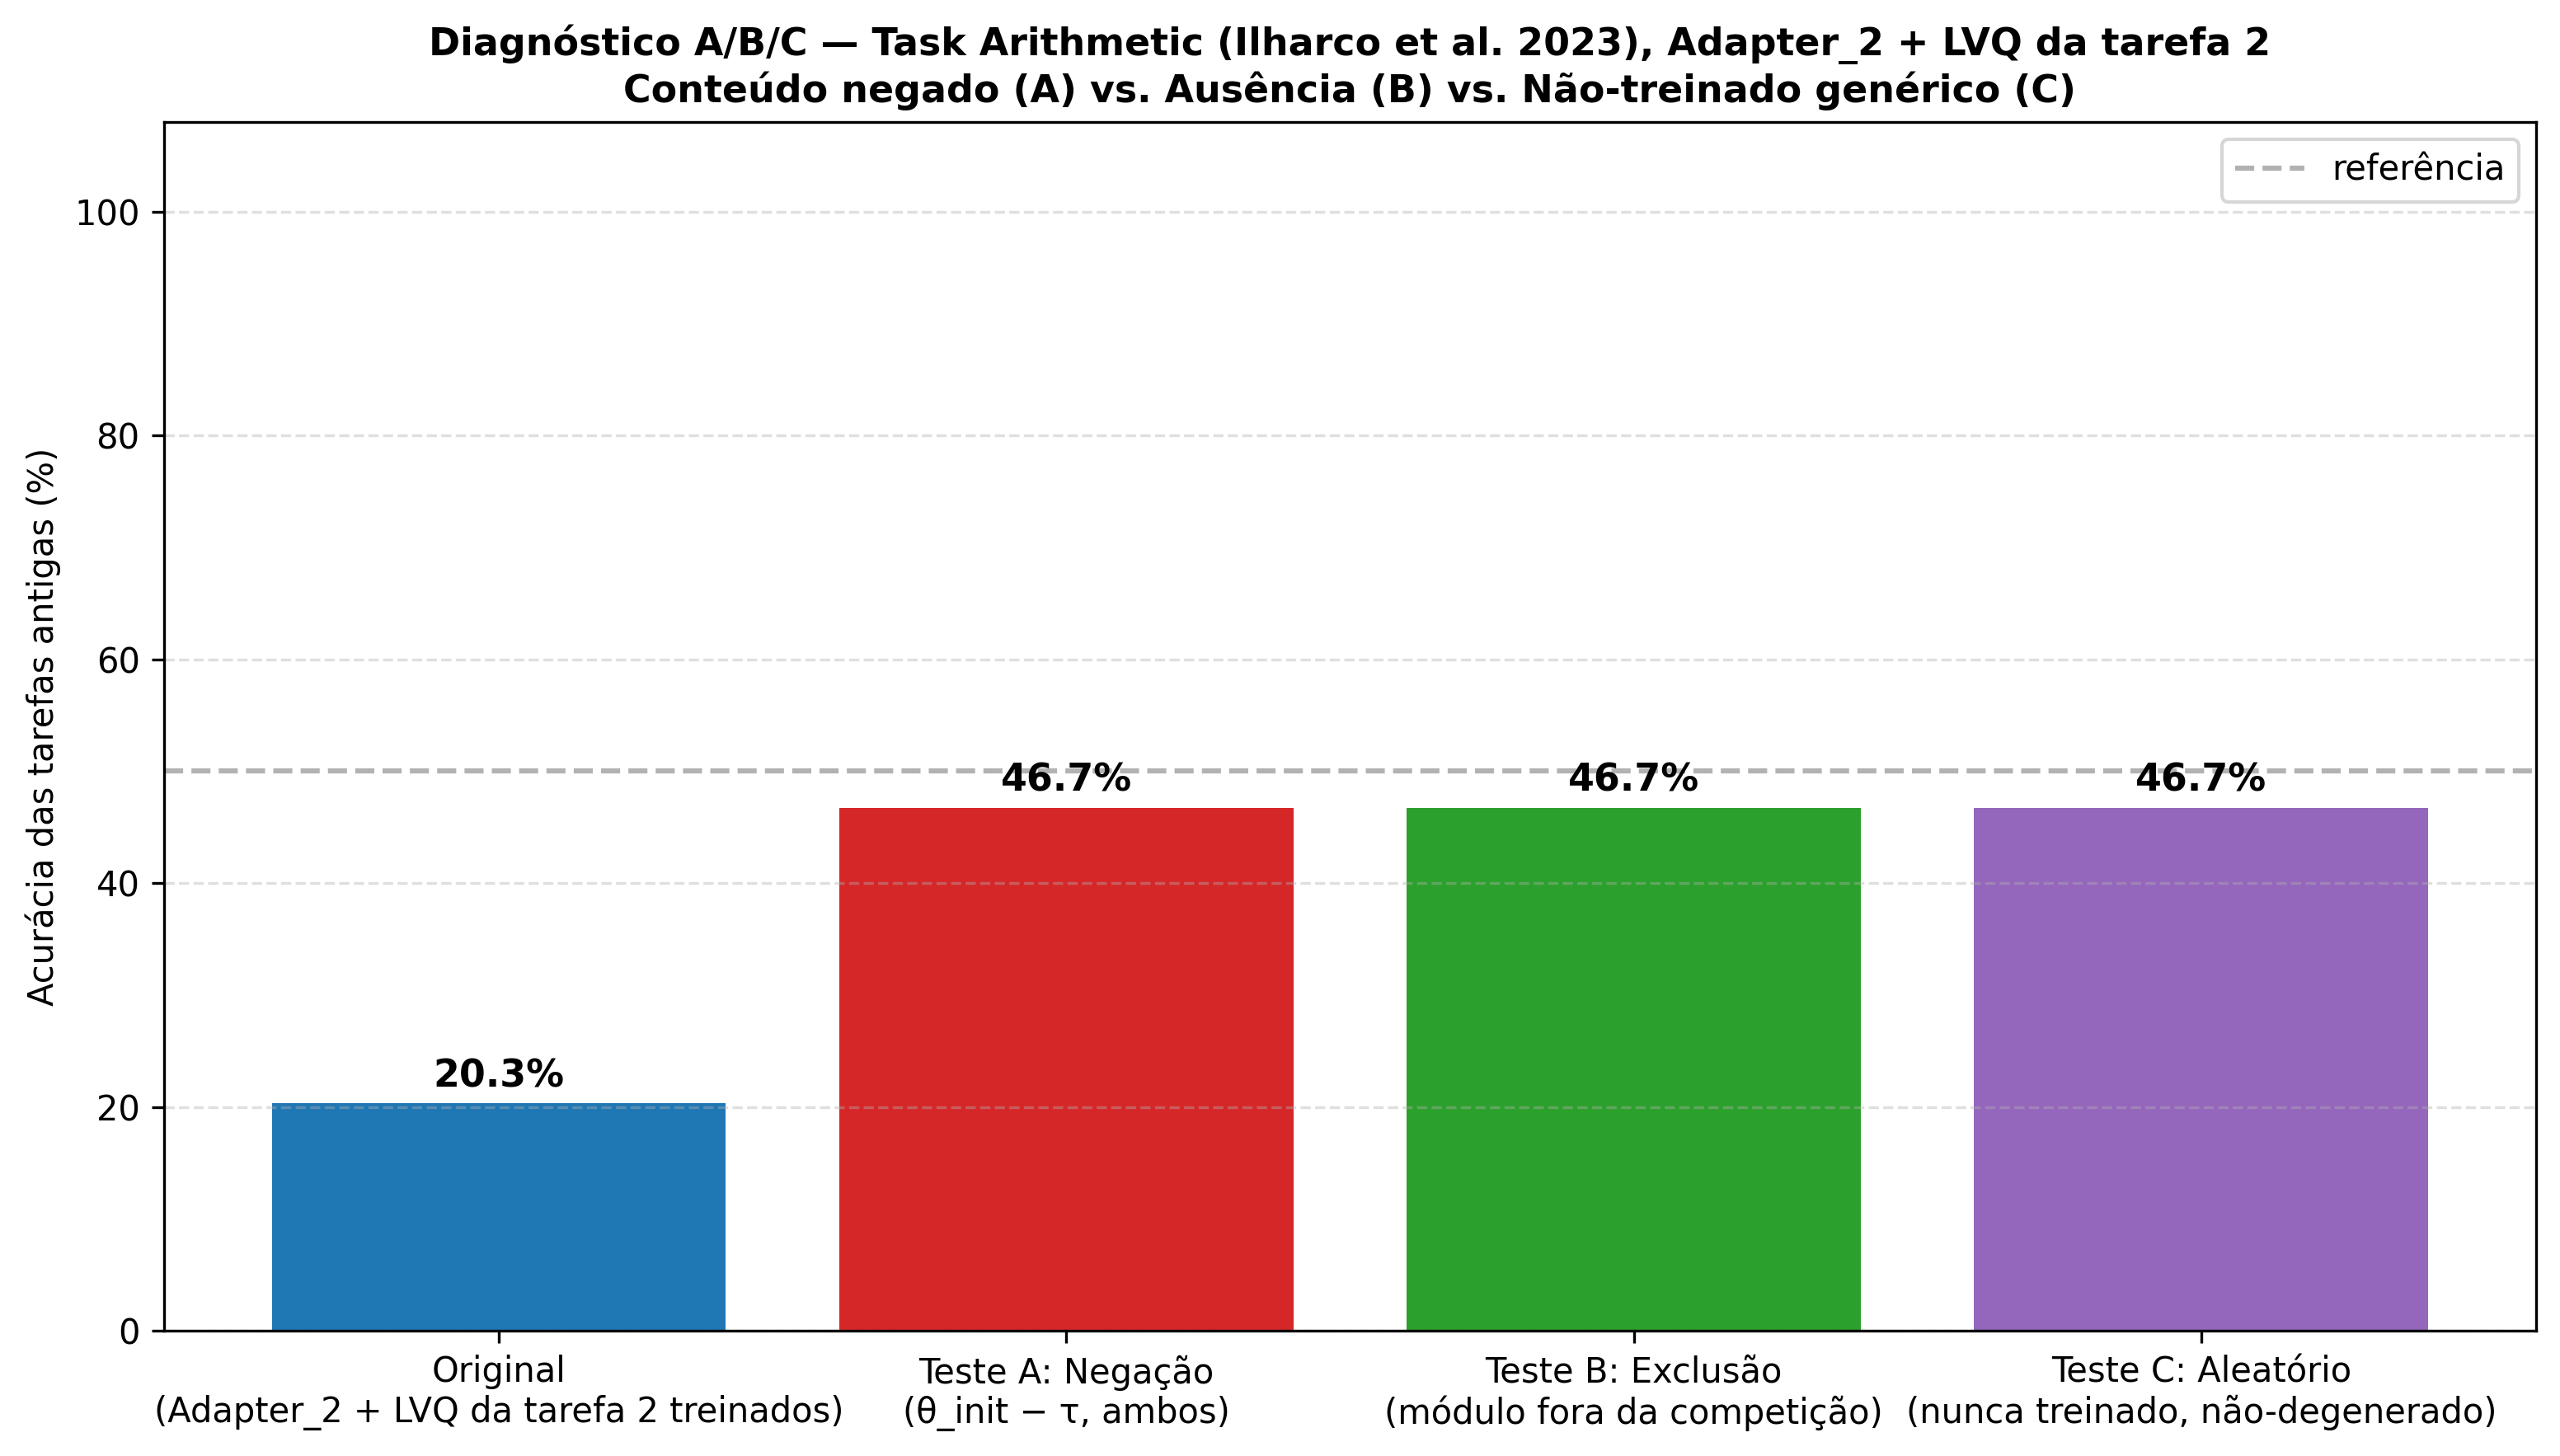 Diagnóstico A/B/C — Task Arithmetic (Ilharco et al. 2023), Adapter_2 + LVQ da tarefa 2
Conteúdo negado (A) vs. Ausência (B) vs. Não-treinado genérico (C)
referência
100
80
60
40
20
0
Acurácia das tarefas antigas (%)
20.3%
46.7%
46.7%
46.7%
Original
(Adapter_2 + LVQ da tarefa 2 treinados)
Teste A: Negação
(θ_init − τ, ambos)
Teste B: Exclusão
(módulo fora da competição)
Teste C: Aleatório
(nunca treinado, não-degenerado)